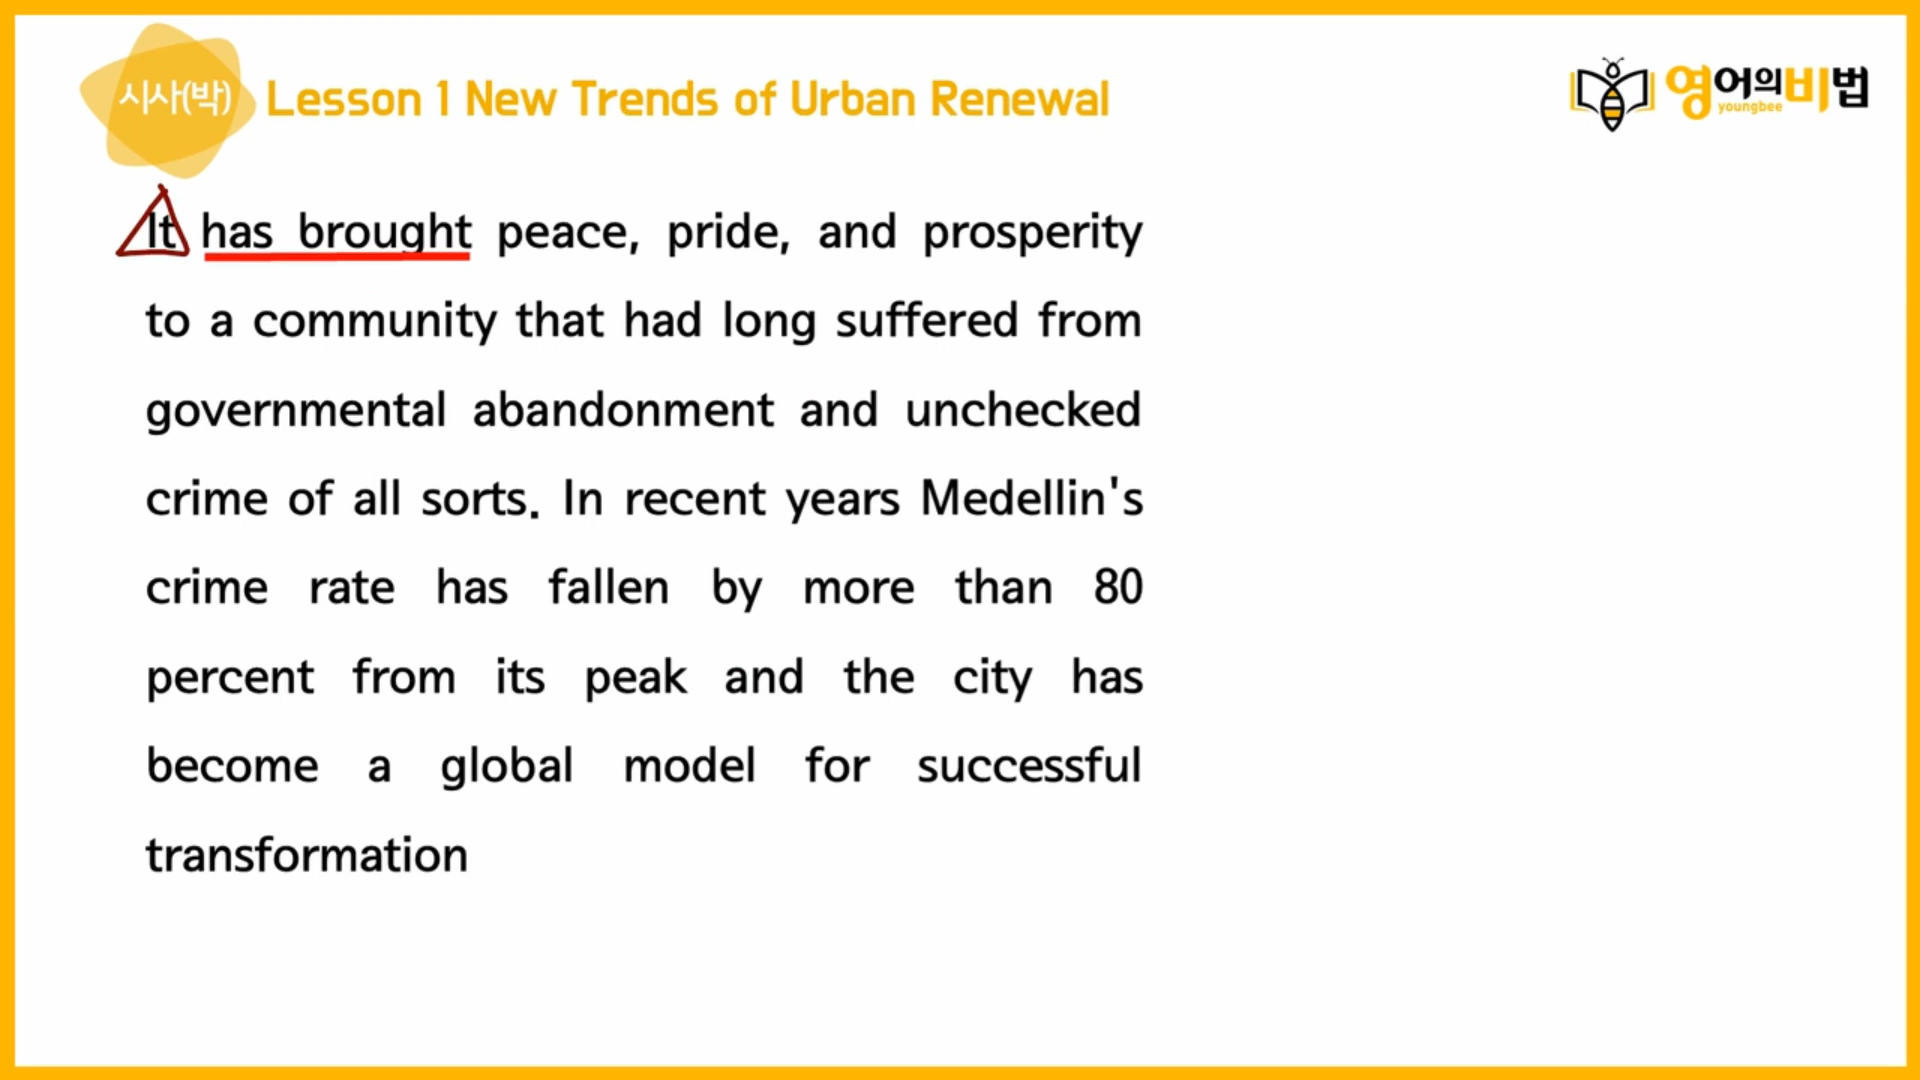 시사(박)
Lesson 1 New Trends of Urban Renewal
영어의비법
youngbee
It has brought peace, pride, and prosperity
to a community that had long suffered from
governmental abandonment and unchecked
crime of all sorts. In recent years Medellin's
crime rate has fallen by more than 80
percent from its peak and the city has
become a global model for successful
transformation